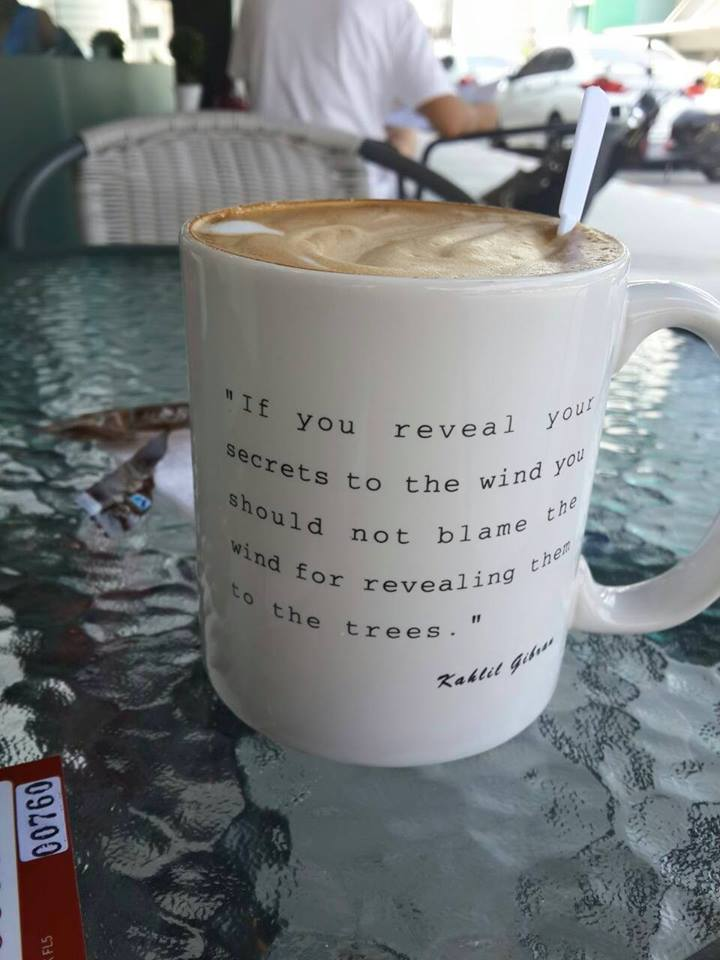 "If you reveal your
secrets to the wind you
should not blame the
wind for revealing them
to the trees."
Kahlil Gibran
00760
FL5